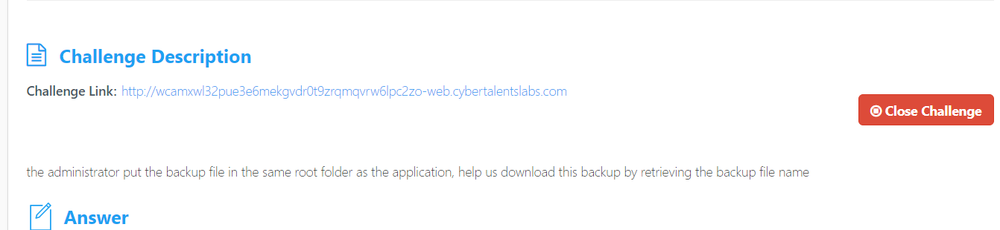 Challenge Description
Challenge Link: http://wcamxwl32pue3e6mekgvdr0t9zrqmqvrw6lpc2zo-web.cybertalentslabs.com
Close Challenge
the administrator put the backup file in the same root folder as the application, help us download this backup by retrieving the backup file name
Answer